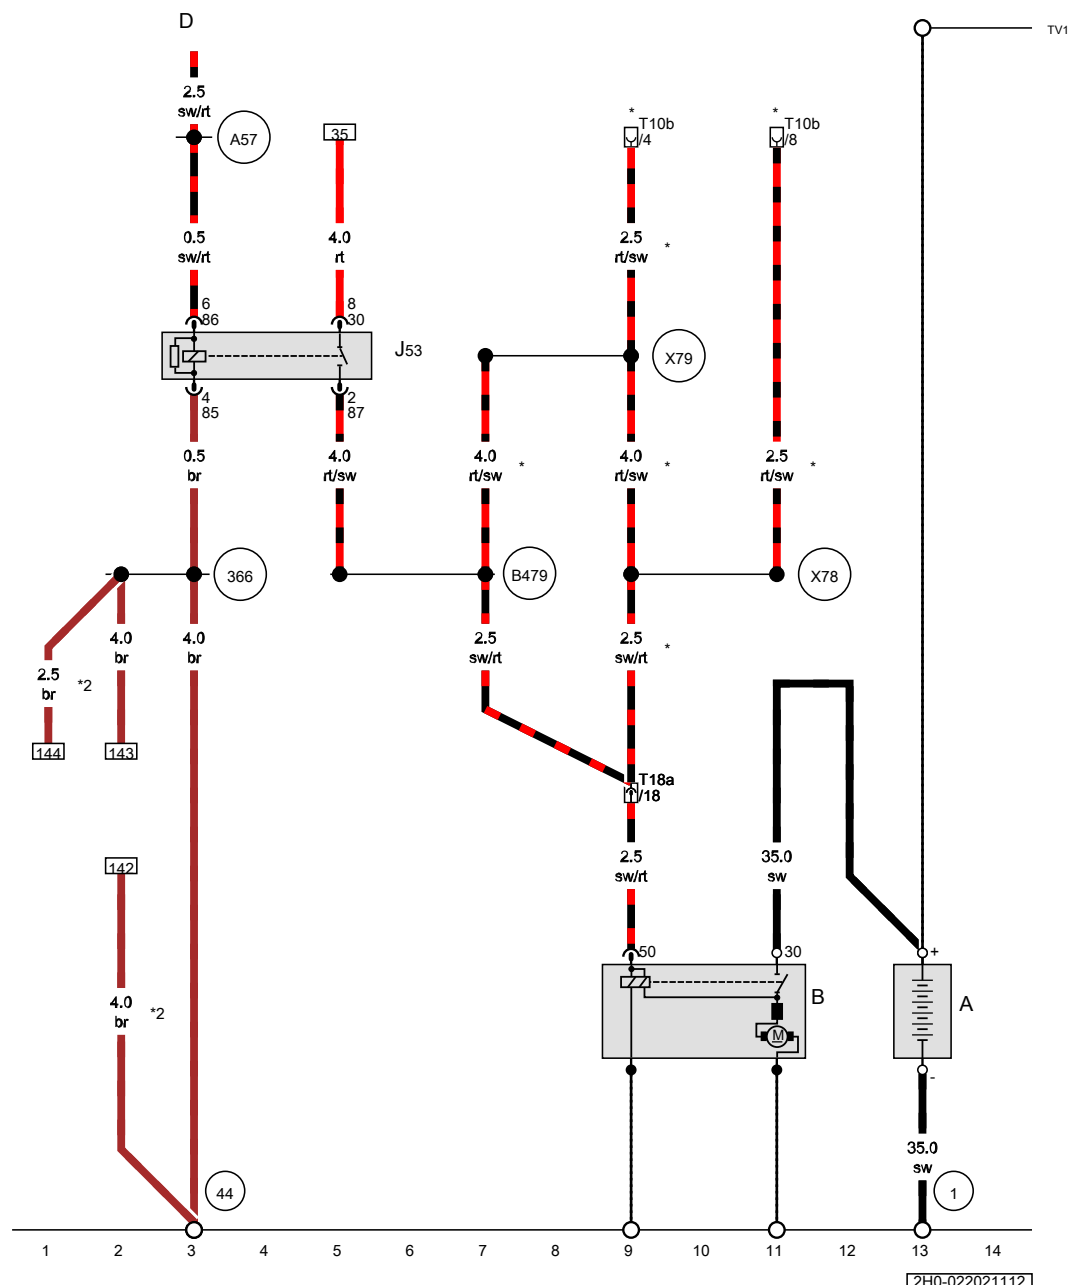 D
TV1
2.5
sw/rt
A57
35
*
T10b
/4
*
T10b
/8
0.5
sw/rt
4.0
rt
2.5
rt/sw
*
6
86
8
30
J53
X79
4
85
2
87
0.5
br
4.0
rt/sw
4.0
rt/sw
*
4.0
rt/sw
*
2.5
rt/sw
*
366
B479
X78
4.0
br
4.0
br
2.5
sw/rt
2.5
sw/rt
*
2.5
br
*2
144
143
T18a
/18
142
2.5
sw/rt
35.0
sw
50
30
+
B
A
M
4.0
br
*2
-
35.0
sw
44
1
1 2 3 4 5 6 7 8 9 10 11 12 13 14
2H0-022021112